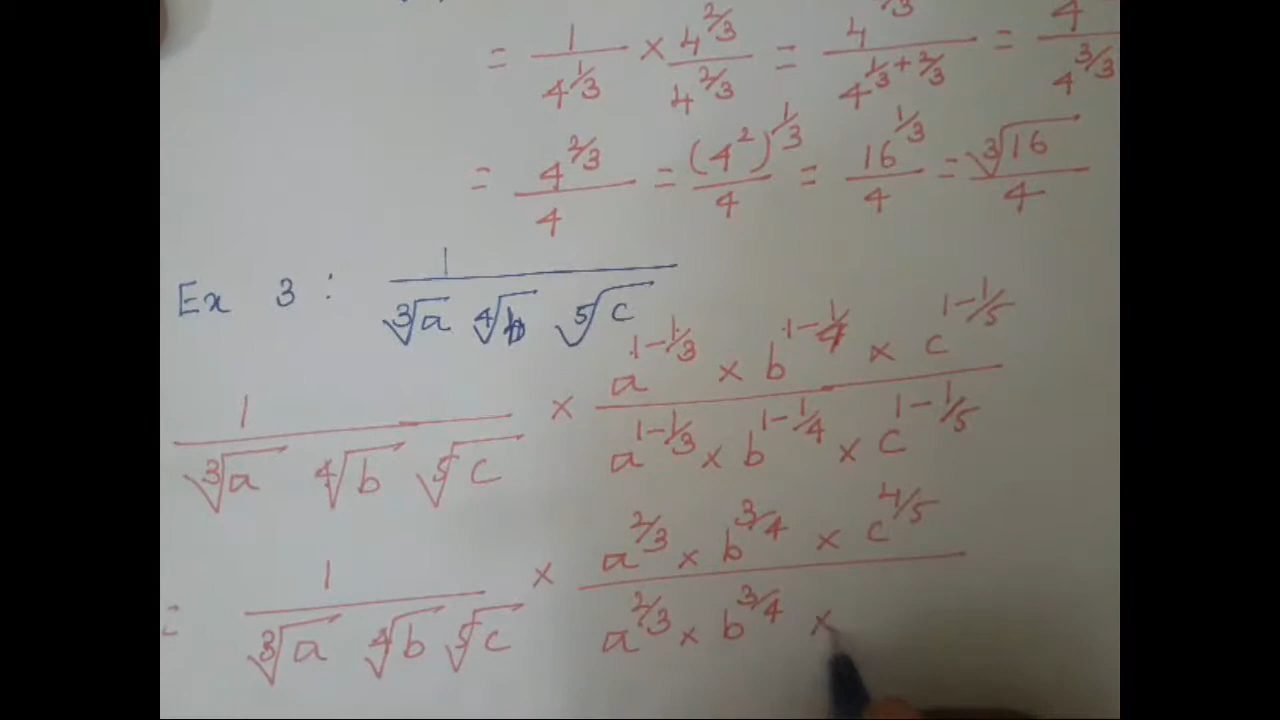 = 1/4^(1/3) × 4^(2/3)/4^(2/3) = 4^(2/3)/4^(1/3 + 2/3) = 4/4^(3/3)
= 4^(2/3)/4 = (4^2)^(1/3)/4 = 16^(1/3)/4 = ∛16/4
Ex 3 : 1/(∛a ∜b ⁵√c)
1/(∛a ∜b ⁵√c) × (a^(1-1/3) × b^(1-1/4) × c^(1-1/5))/(a^(1-1/3) × b^(1-1/4) × c^(1-1/5))
= 1/(∛a ∜b ⁵√c) × (a^(2/3) × b^(3/4) × c^(4/5))/(a^(2/3) × b^(3/4) ×